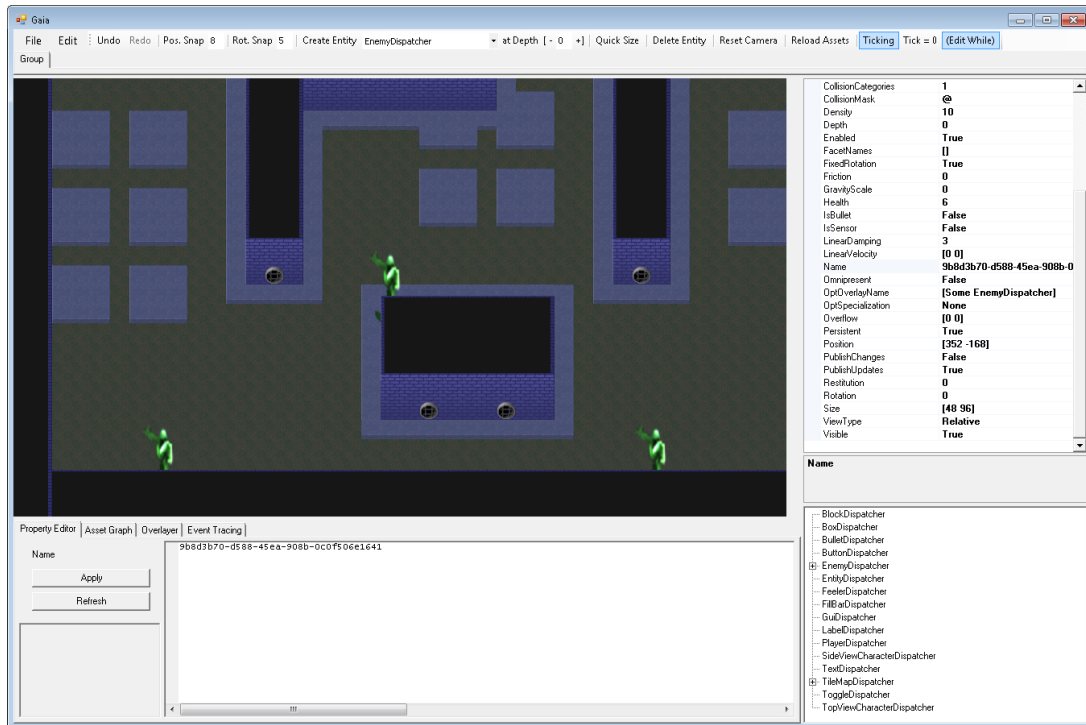 Gaia
File Edit Undo Redo Pos. Snap 8 Rot. Snap 5 Create Entity EnemyDispatcher at Depth [ - 0 +] Quick Size Delete Entity Reset Camera Reload Assets Ticking Tick = 0 (Edit While)
Group
CollisionCategories 1
CollisionMask @
Density 10
Depth 0
Enabled True
FacetNames []
FixedRotation True
Friction 0
GravityScale 0
Health 6
IsBullet False
IsSensor False
LinearDamping 3
LinearVelocity [0 0]
Name 9b8d3b70-d588-45ea-908b-0
Omnipresent False
OptOverlayName [Some EnemyDispatcher]
OptSpecialization None
Overflow [0 0]
Persistent True
Position [352 -168]
PublishChanges False
PublishUpdates True
Restitution 0
Rotation 0
Size [48 96]
ViewType Relative
Visible True
Name
Property Editor Asset Graph Overlayer Event Tracing
Name
Apply
Refresh
9b8d3b70-d588-45ea-908b-0c0f506e1641
BlockDispatcher
BoxDispatcher
BulletDispatcher
ButtonDispatcher
EnemyDispatcher
EntityDispatcher
FeelerDispatcher
FillBarDispatcher
GuiDispatcher
LabelDispatcher
PlayerDispatcher
SideViewCharacterDispatcher
TextDispatcher
TileMapDispatcher
ToggleDispatcher
TopViewCharacterDispatcher